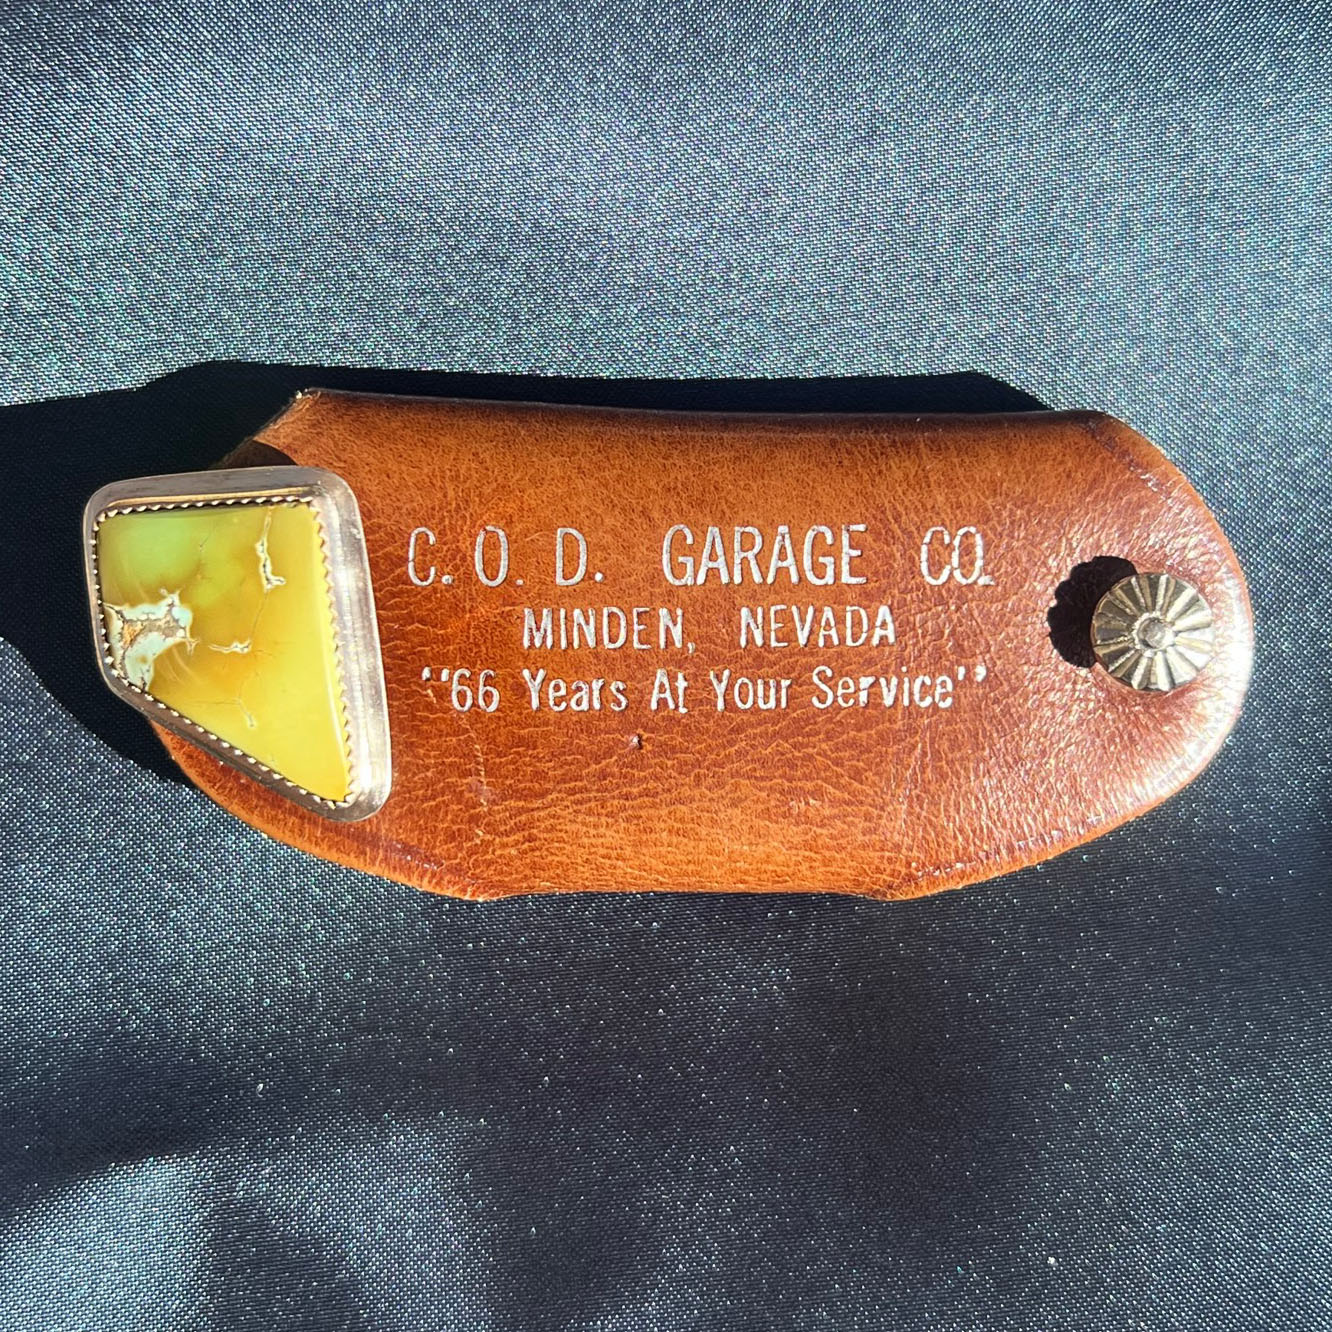 C. O. D. GARAGE CO.
MINDEN, NEVADA
"66 Years At Your Service"